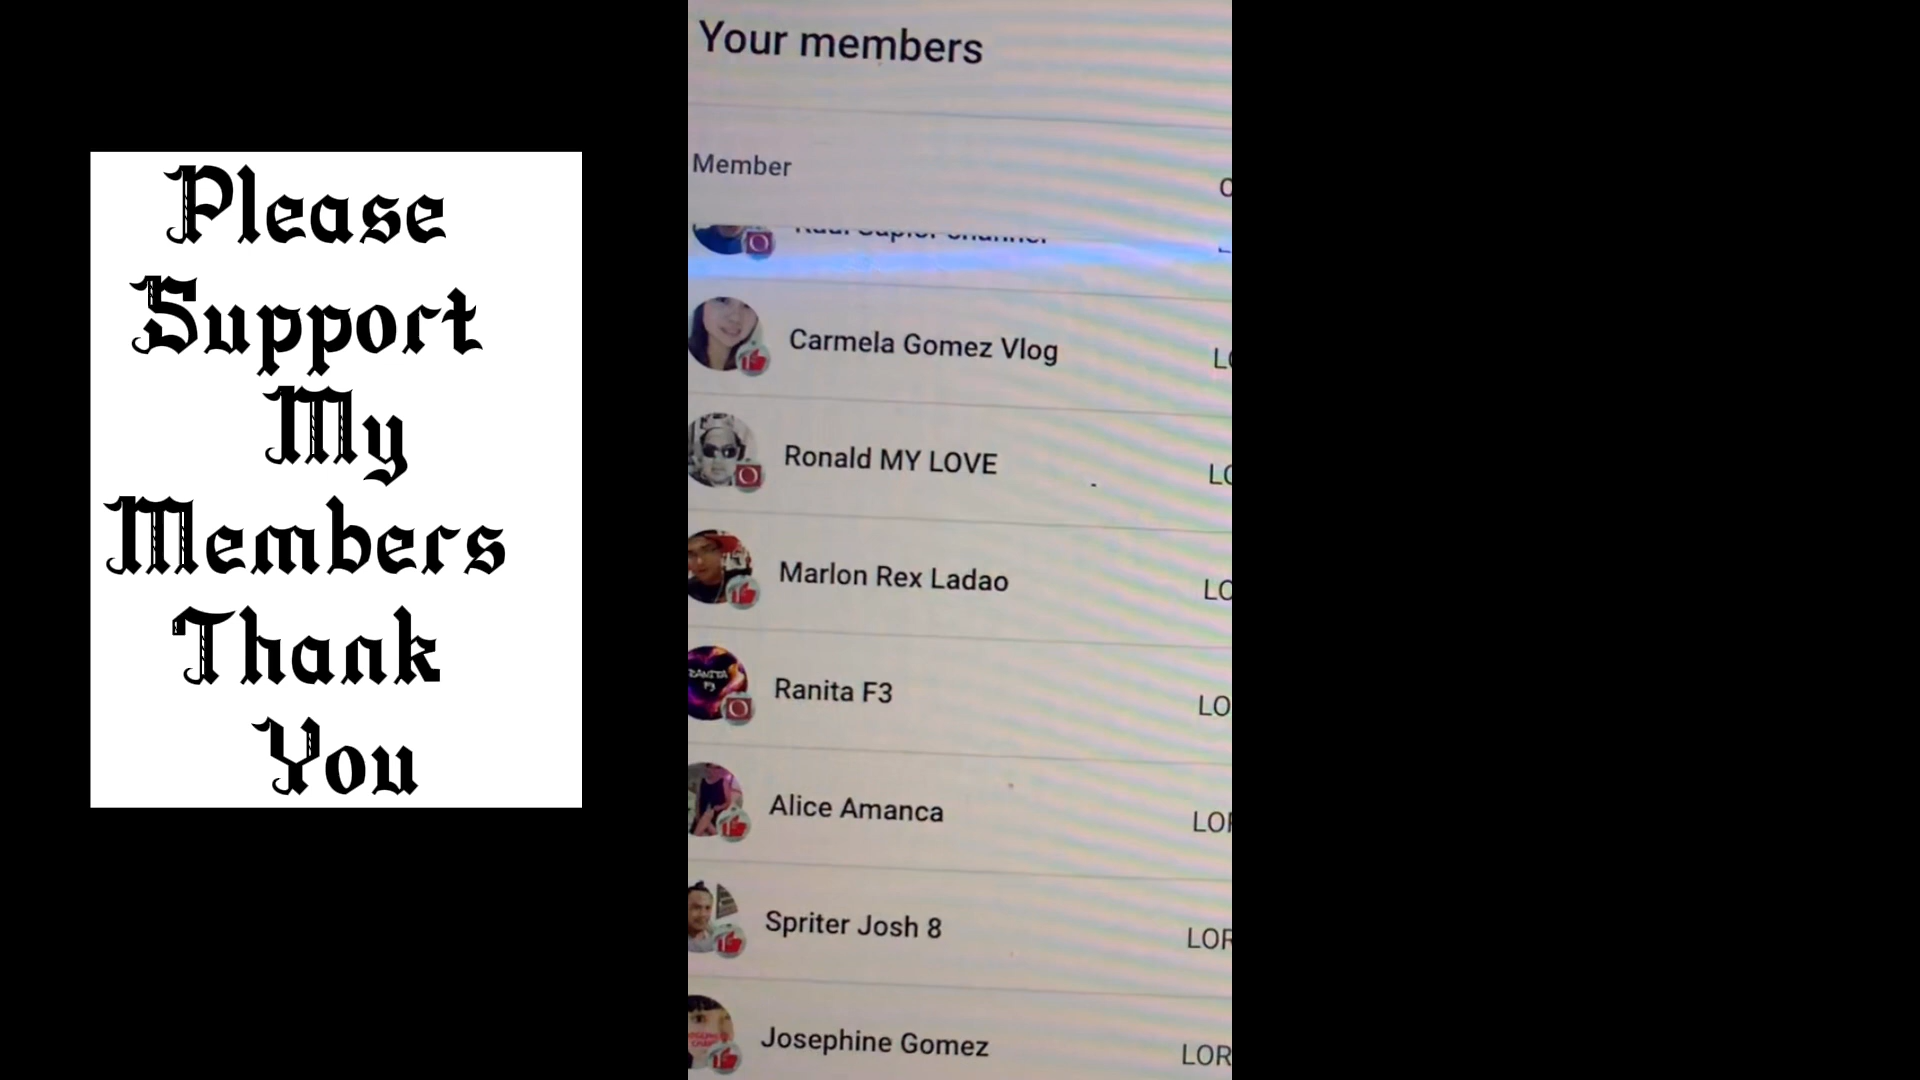 Please
Support
My
Members
Thank
You
Your members
Member
Carmela Gomez Vlog
Ronald MY LOVE
Marlon Rex Ladao
Ranita F3
Alice Amanca
Spriter Josh 8
Josephine Gomez